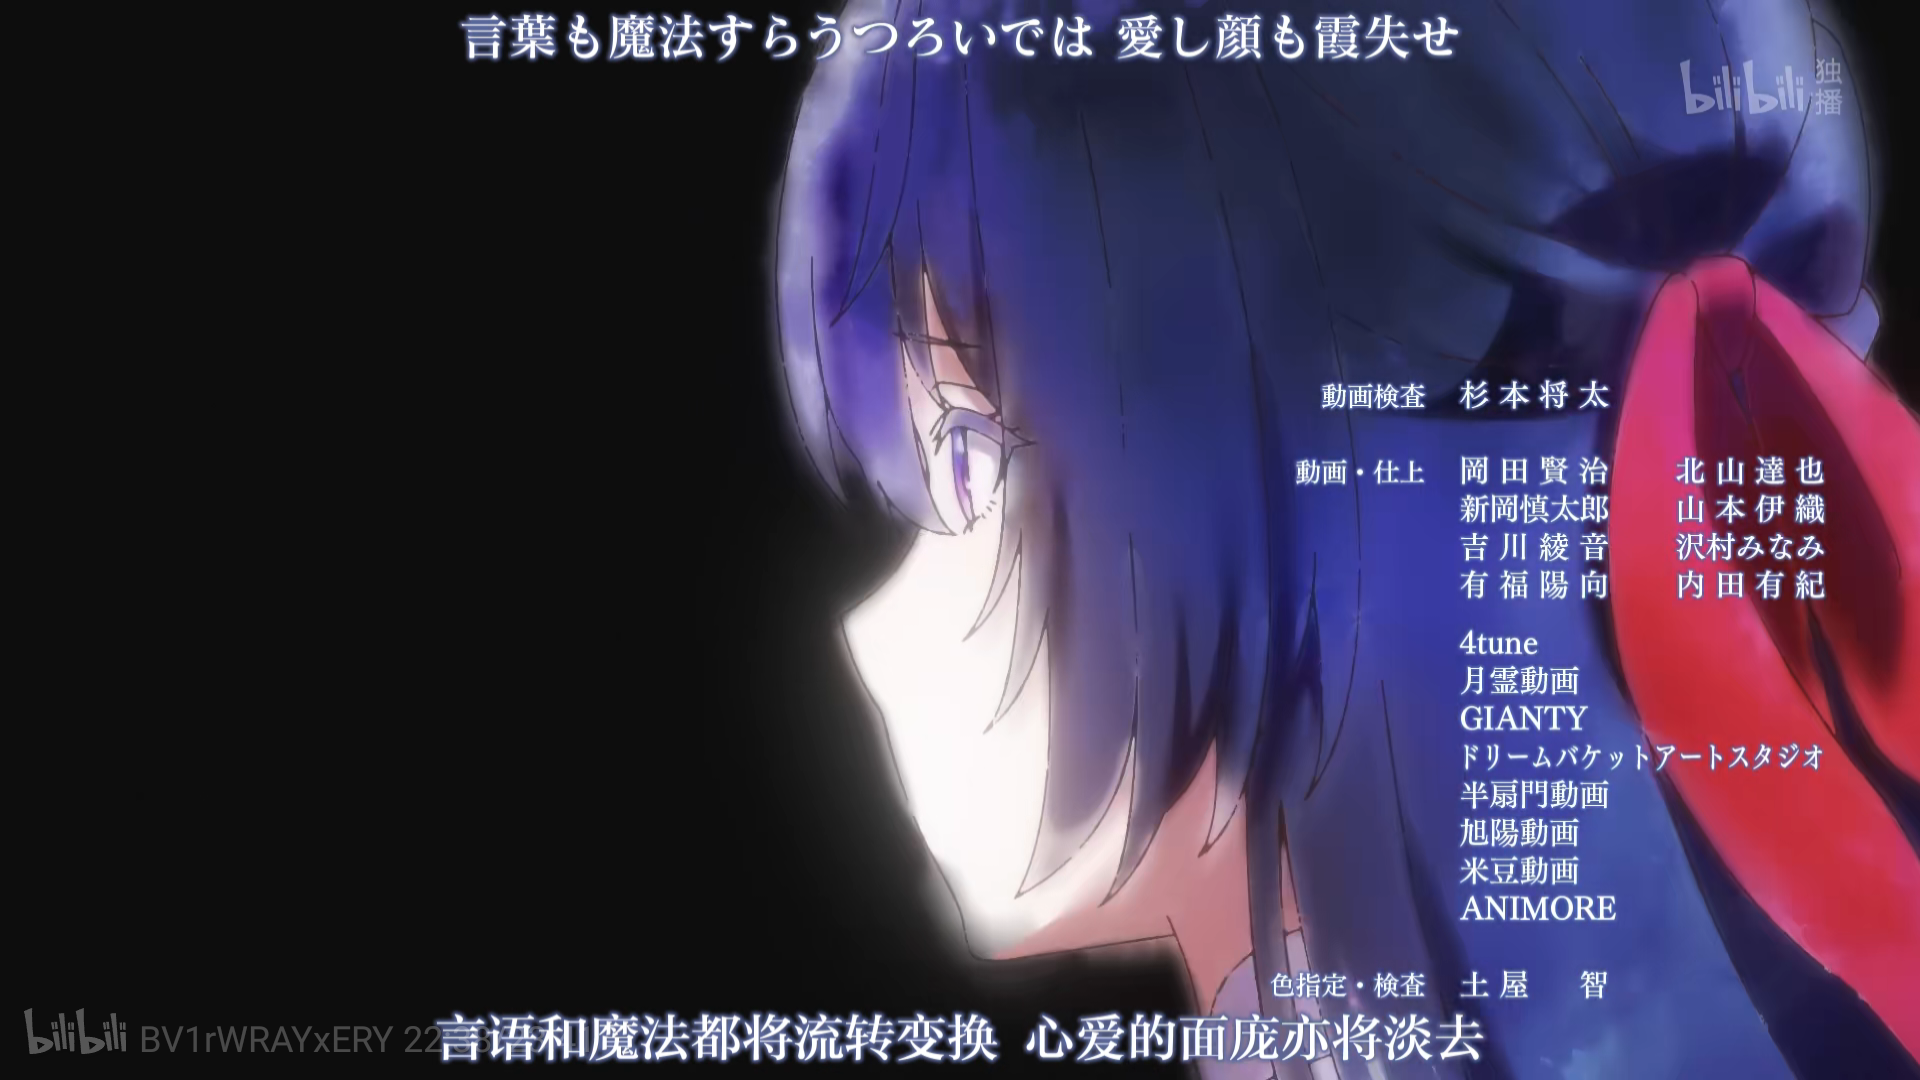 言葉も魔法すらうつろいでは 愛し顔も霞失せ
bilibili 独播
動画検査 杉本将太
動画・仕上 岡田賢治 北山達也
新岡慎太郎 山本伊織
吉川綾音 沢村みなみ
有福陽向 内田有紀
4tune
月霊動画
GIANTY
ドリームバケットアートスタジオ
半扇門動画
旭陽動画
米豆動画
ANIMORE
色指定・検査 土屋 智
言语和魔法都将流转变换 心爱的面庞亦将淡去
bilibili BV1rWRAYxERY